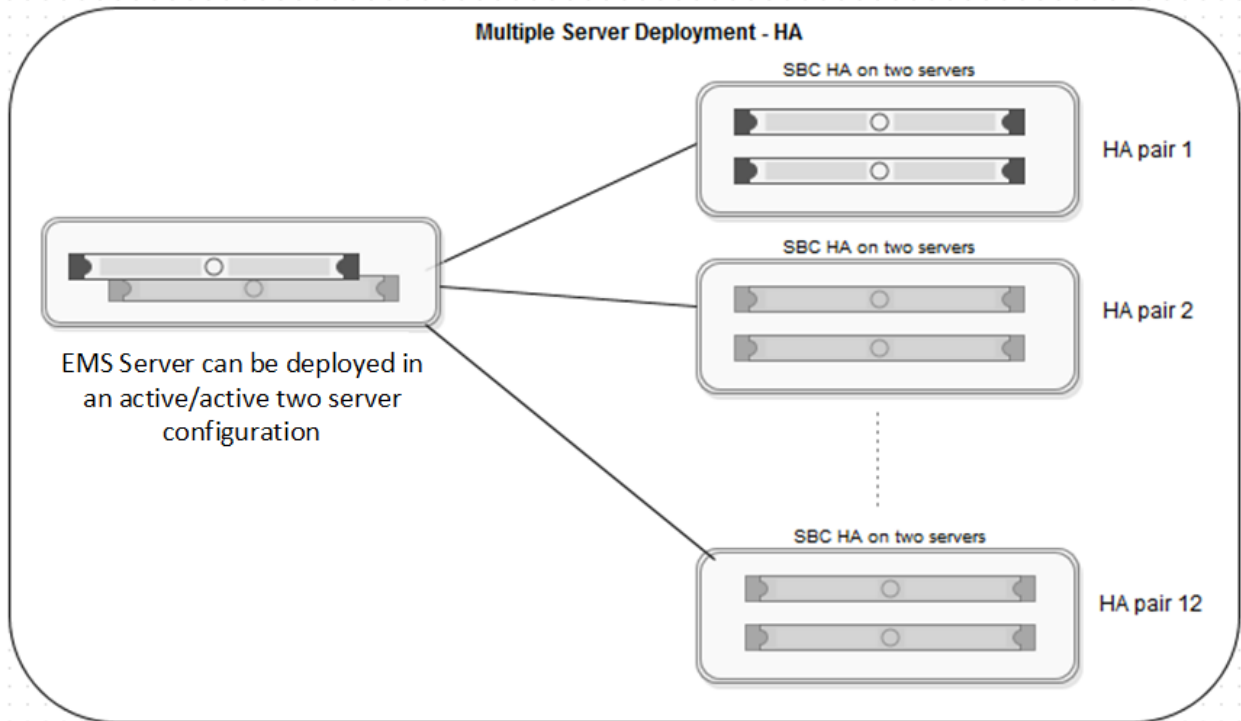 Multiple Server Deployment - HA
SBC HA on two servers
HA pair 1
SBC HA on two servers
HA pair 2
EMS Server can be deployed in
an active/active two server
configuration
SBC HA on two servers
HA pair 12